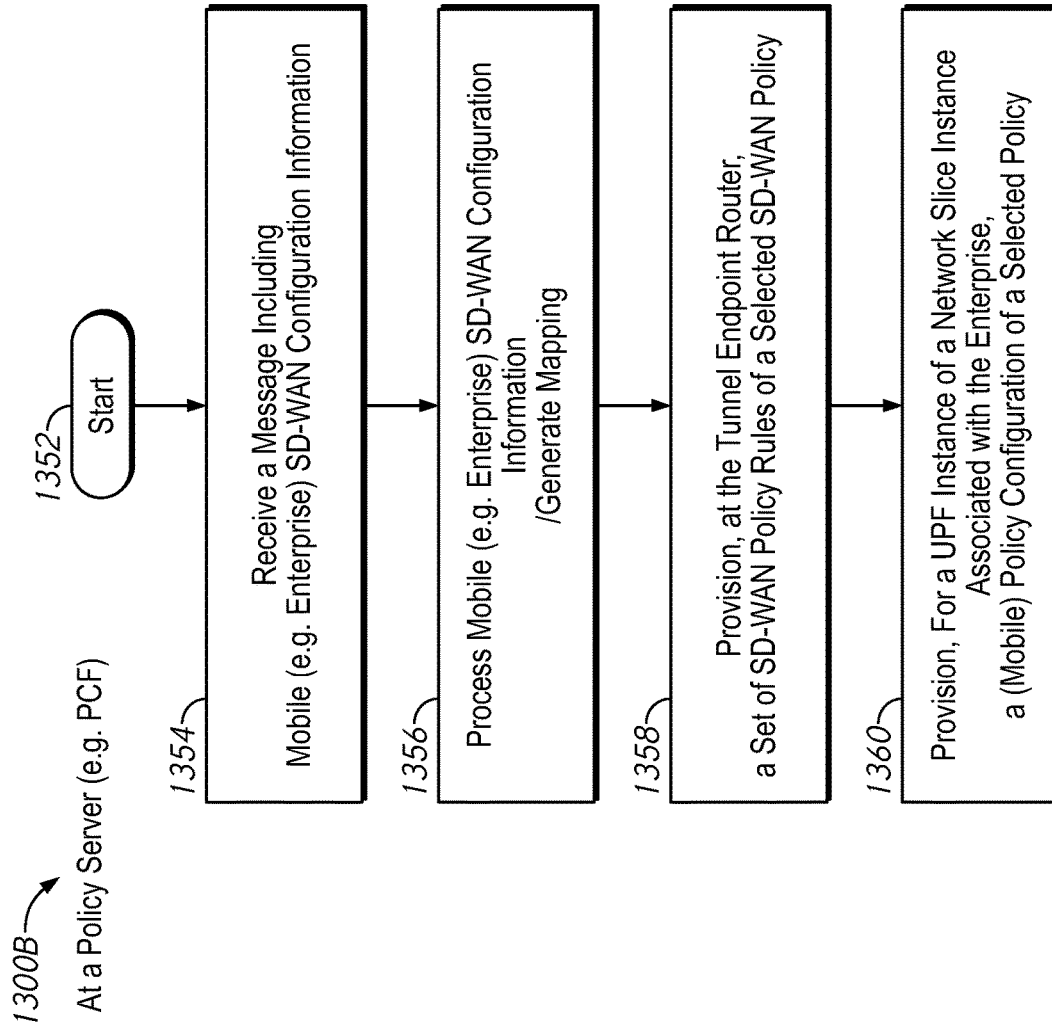 1300B
At a Policy Server (e.g. PCF)
1352
Start
1354
Receive a Message Including
Mobile (e.g. Enterprise) SD-WAN Configuration Information
1356
Process Mobile (e.g. Enterprise) SD-WAN Configuration
Information
/Generate Mapping
1358
Provision, at the Tunnel Endpoint Router,
a Set of SD-WAN Policy Rules of a Selected SD-WAN Policy
1360
Provision, For a UPF Instance of a Network Slice Instance
Associated with the Enterprise,
a (Mobile) Policy Configuration of a Selected Policy